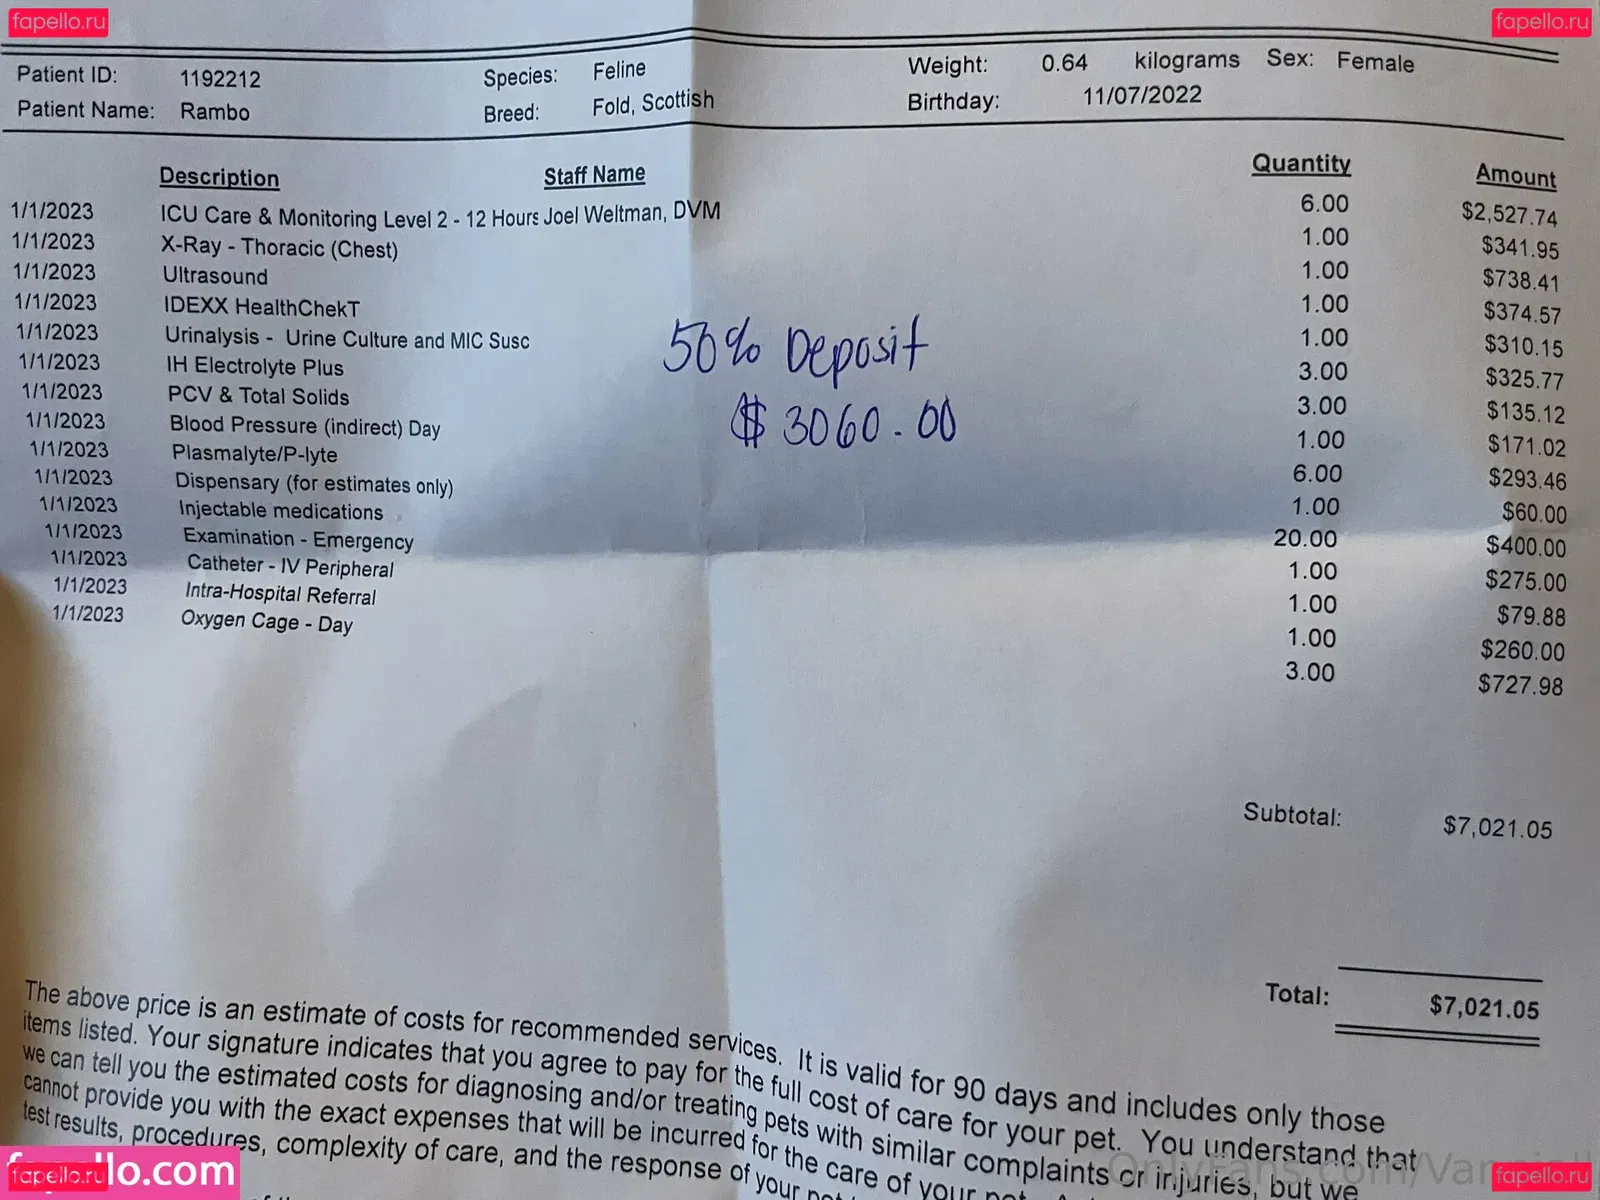 fapello.ru fapello.ru
Patient ID: 1192212 Species: Feline Weight: 0.64 kilograms Sex: Female
Patient Name: Rambo Breed: Fold, Scottish Birthday: 11/07/2022
Description Staff Name Quantity Amount
1/1/2023 ICU Care & Monitoring Level 2 - 12 Hours Joel Weltman, DVM 6.00 $2,527.74
1/1/2023 X-Ray - Thoracic (Chest) 1.00 $341.95
1/1/2023 Ultrasound 1.00 $738.41
1/1/2023 IDEXX HealthChekT 1.00 $374.57
1/1/2023 Urinalysis - Urine Culture and MIC Susc 1.00 $310.15
1/1/2023 IH Electrolyte Plus 3.00 $325.77
1/1/2023 PCV & Total Solids 3.00 $135.12
1/1/2023 Blood Pressure (indirect) Day 1.00 $171.02
1/1/2023 Plasmalyte/P-lyte 6.00 $293.46
1/1/2023 Dispensary (for estimates only) 1.00 $60.00
1/1/2023 Injectable medications 20.00 $400.00
1/1/2023 Examination - Emergency 1.00 $275.00
1/1/2023 Catheter - IV Peripheral 1.00 $79.88
1/1/2023 Intra-Hospital Referral 1.00 $260.00
1/1/2023 Oxygen Cage - Day 3.00 $727.98
50% Deposit
$ 3060.00
Subtotal: $7,021.05
Total: $7,021.05
The above price is an estimate of costs for recommended services. It is valid for 90 days and includes only those
items listed. Your signature indicates that you agree to pay for the full cost of care for your pet. You understand that
we can tell you the estimated costs for diagnosing and/or treating pets with similar complaints or injuries, but we
cannot provide you with the exact expenses that will be incurred for the care of your
test results, procedures, complexity of care, and the response of your
fapello.com
fapello.ru fapello.ru